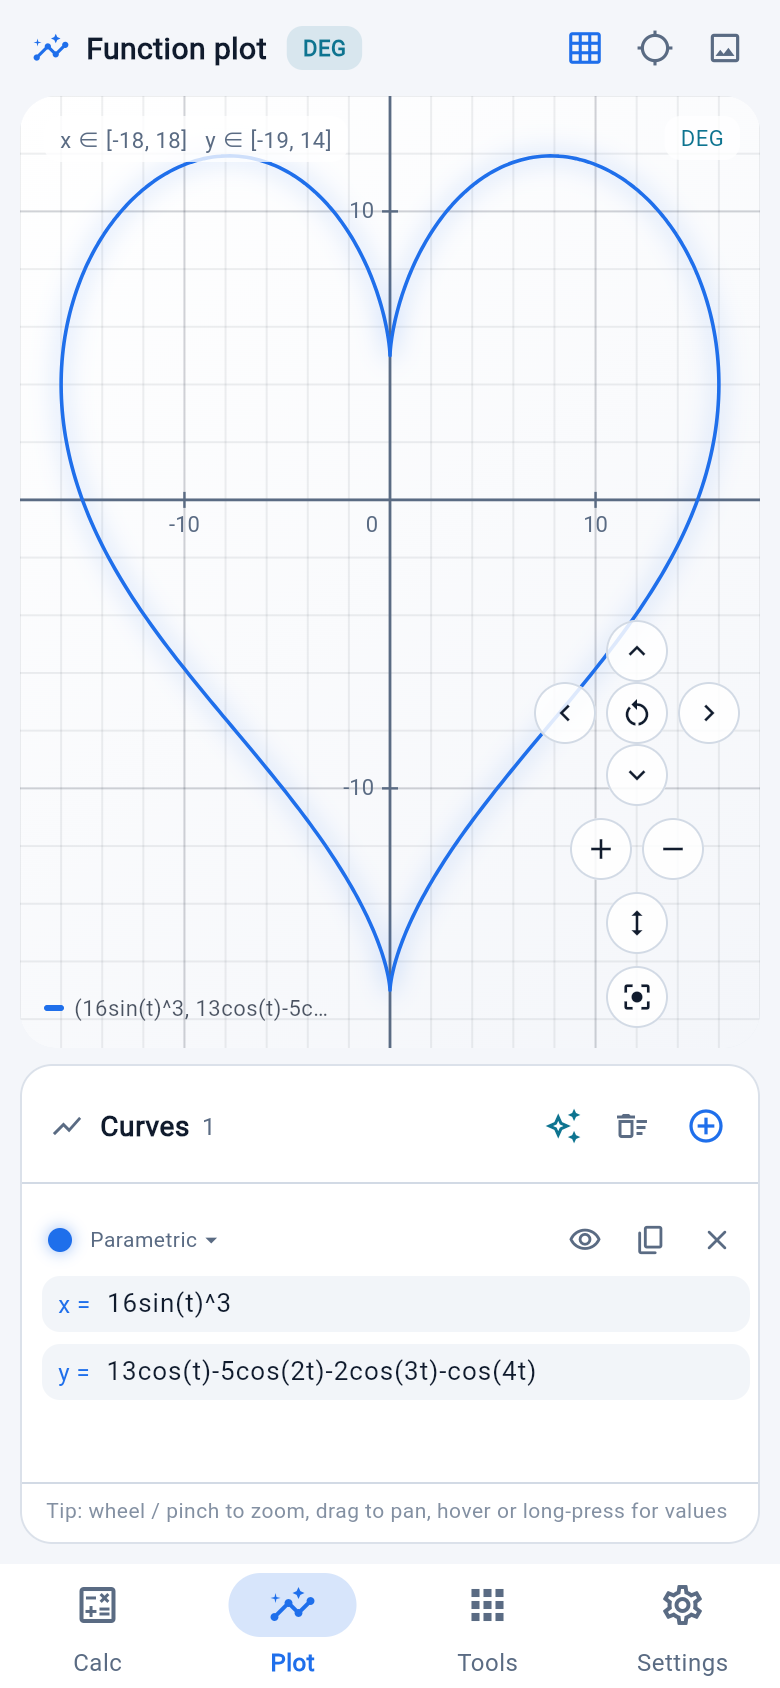 Function plot DEG
x ∈ [-18, 18] y ∈ [-19, 14] DEG
10
-10 0 10
-10
(16sin(t)^3, 13cos(t)-5c...
Curves 1
Parametric
x = 16sin(t)^3
y = 13cos(t)-5cos(2t)-2cos(3t)-cos(4t)
Tip: wheel / pinch to zoom, drag to pan, hover or long-press for values
Calc Plot Tools Settings